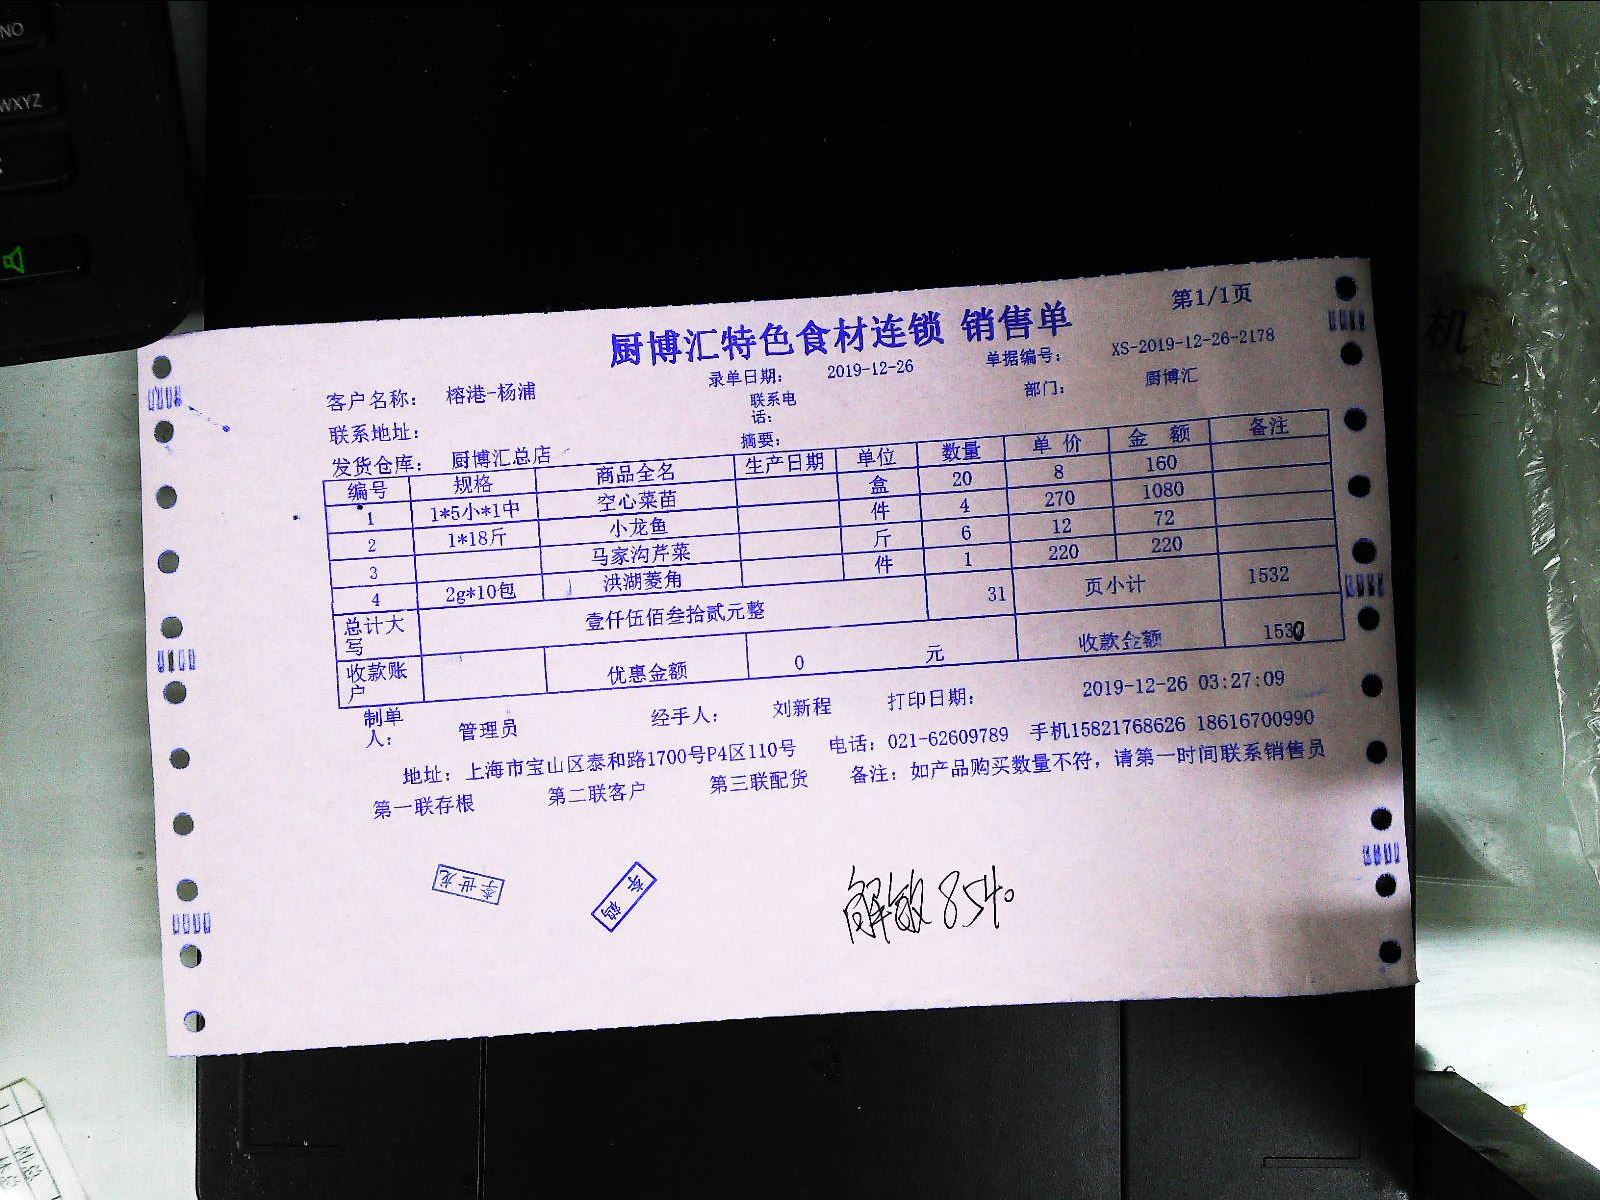 NO
WXYZ
机
厨博汇特色食材连锁 销售单
第1/1页
录单日期: 2019-12-26 单据编号: XS-2019-12-26-2178
客户名称: 榕港-杨浦 联系电话: 部门: 厨博汇
联系地址: 摘要:
发货仓库: 厨博汇总店
编号 规格 商品全名 生产日期 单位 数量 单 价 金 额 备注
1 1*5小*1中 空心菜苗 盒 20 8 160
2 1*18斤 小龙鱼 件 4 270 1080
3 马家沟芹菜 斤 6 12 72
4 2g*10包 洪湖菱角 件 1 220 220
总计大写 壹仟伍佰叁拾贰元整 31 页小计 1532
收款账户 优惠金额 0 元 收款金额 1530
制单人: 管理员 经手人: 刘新程 打印日期: 2019-12-26 03:27:09
地址: 上海市宝山区泰和路1700号P4区110号 电话: 021-62609789 手机15821768626 18616700990
第一联存根 第二联客户 第三联配货 备注: 如产品购买数量不符, 请第一时间联系销售员
李世龙
李鹤